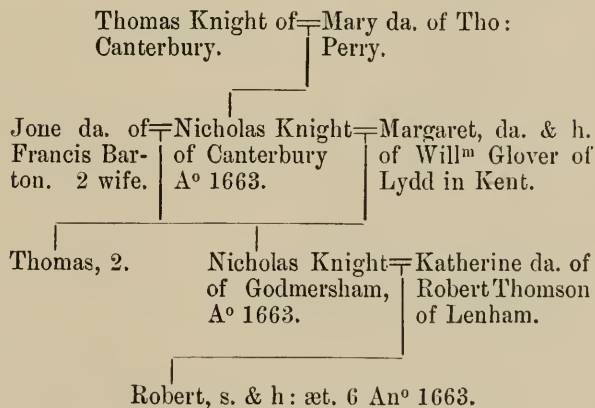 Thomas Knight of Canterbury.
Mary da. of Tho: Perry.
Jone da. of Francis Barton. 2 wife.
Nicholas Knight of Canterbury Aº 1663.
Margaret, da. & h. of Willᵐ Glover of Lydd in Kent.
Thomas, 2.
Nicholas Knight of Godmersham, Aº 1663.
Katherine da. of Robert Thomson of Lenham.
Robert, s. & h: æt. 6 Anº 1663.